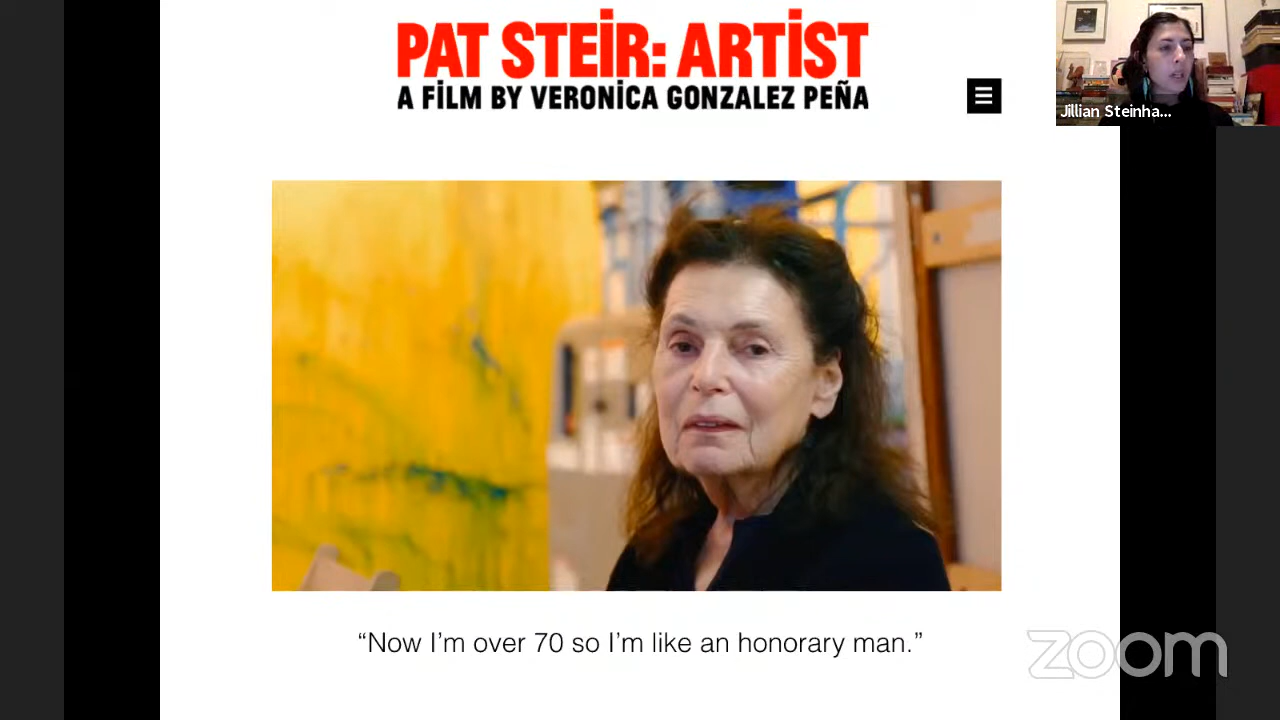 PAT STEIR: ARTIST
A FILM BY VERONICA GONZALEZ PEÑA
Jillian Steinha...
“Now I’m over 70 so I’m like an honorary man.”
zoom